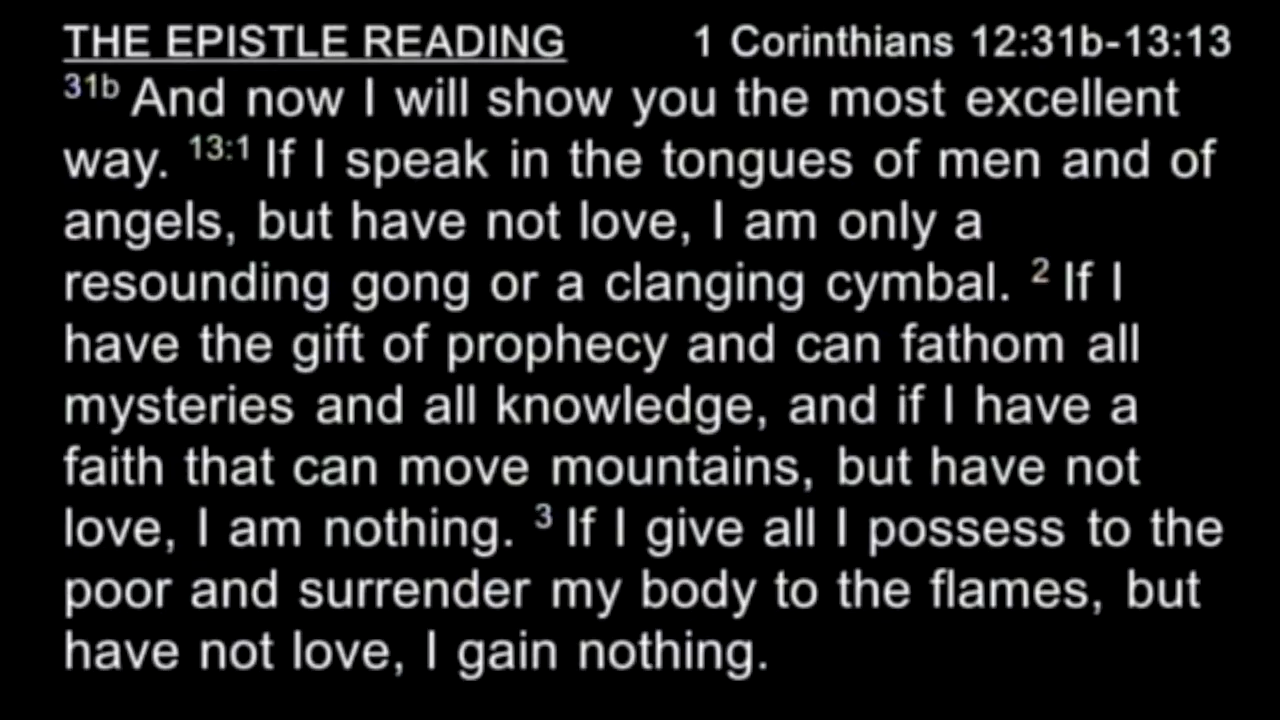 THE EPISTLE READING 1 Corinthians 12:31b-13:13
31b And now I will show you the most excellent
way. 13:1 If I speak in the tongues of men and of
angels, but have not love, I am only a
resounding gong or a clanging cymbal. 2 If I
have the gift of prophecy and can fathom all
mysteries and all knowledge, and if I have a
faith that can move mountains, but have not
love, I am nothing. 3 If I give all I possess to the
poor and surrender my body to the flames, but
have not love, I gain nothing.